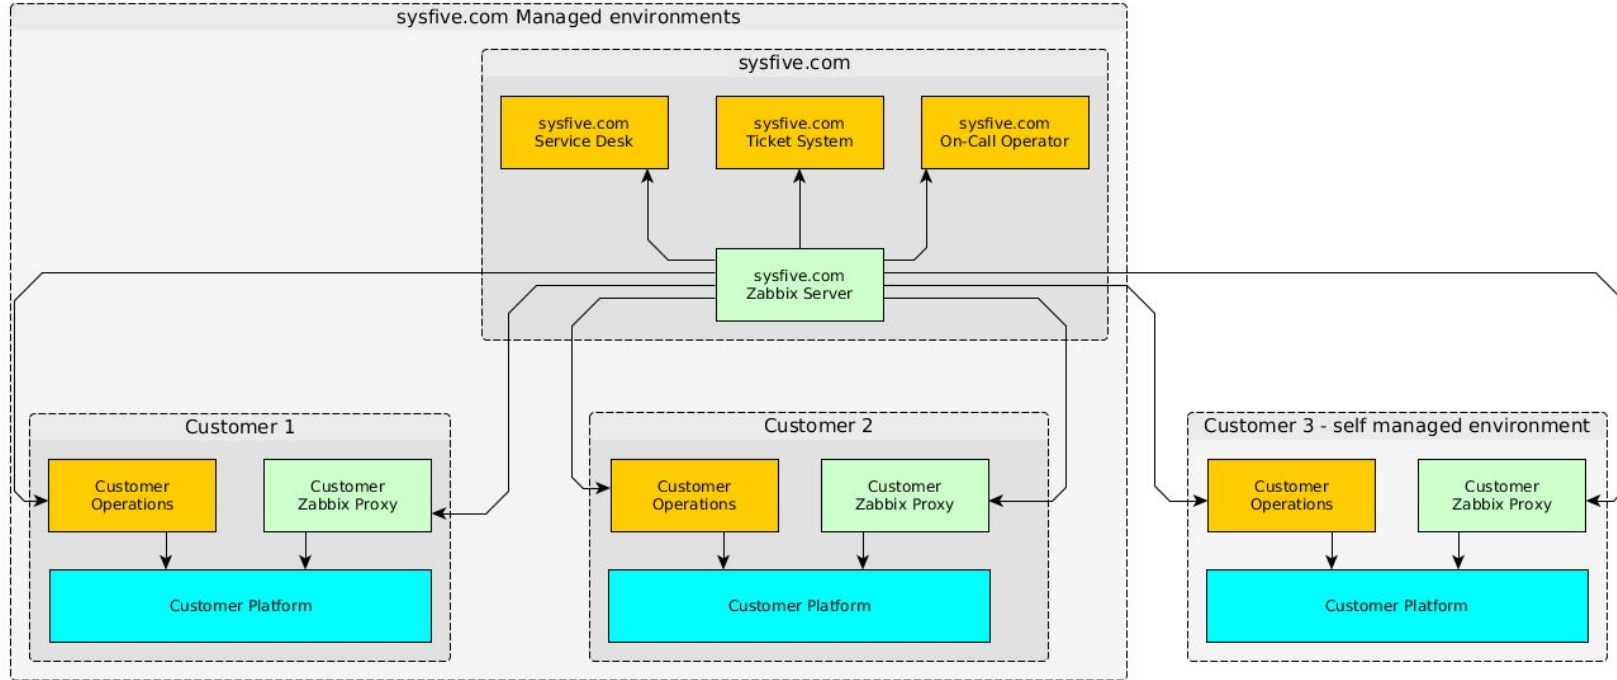 sysfive.com Managed environments
sysfive.com
sysfive.com
Service Desk
sysfive.com
Ticket System
sysfive.com
On-Call Operator
sysfive.com
Zabbix Server
Customer 1
Customer
Operations
Customer
Zabbix Proxy
Customer Platform
Customer 2
Customer
Operations
Customer
Zabbix Proxy
Customer Platform
Customer 3 - self managed environment
Customer
Operations
Customer
Zabbix Proxy
Customer Platform